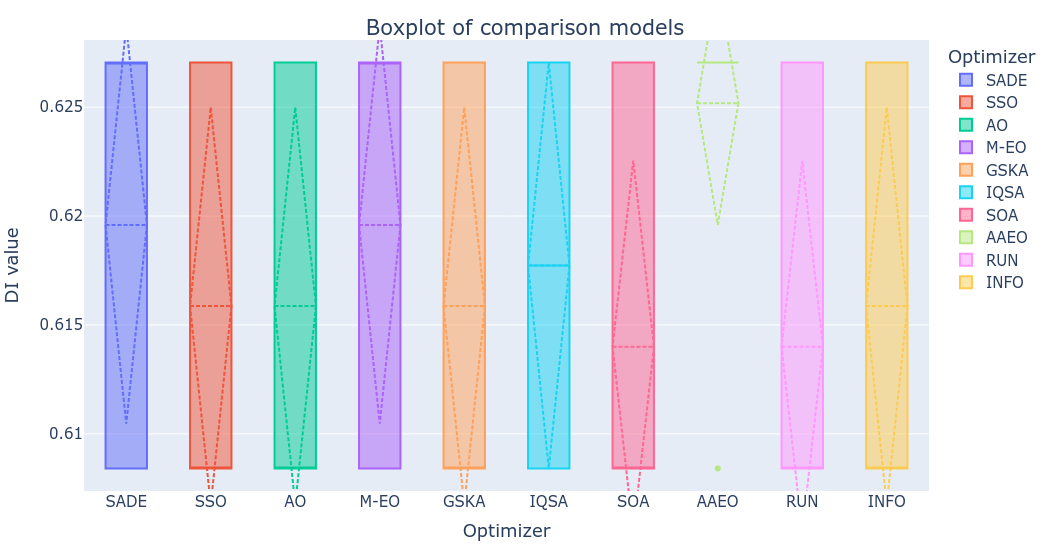 Boxplot of comparison models
DI value
0.625
0.62
0.615
0.61
SADE
SSO
AO
M-EO
GSKA
IQSA
SOA
AAEO
RUN
INFO
Optimizer
Optimizer
SADE
SSO
AO
M-EO
GSKA
IQSA
SOA
AAEO
RUN
INFO